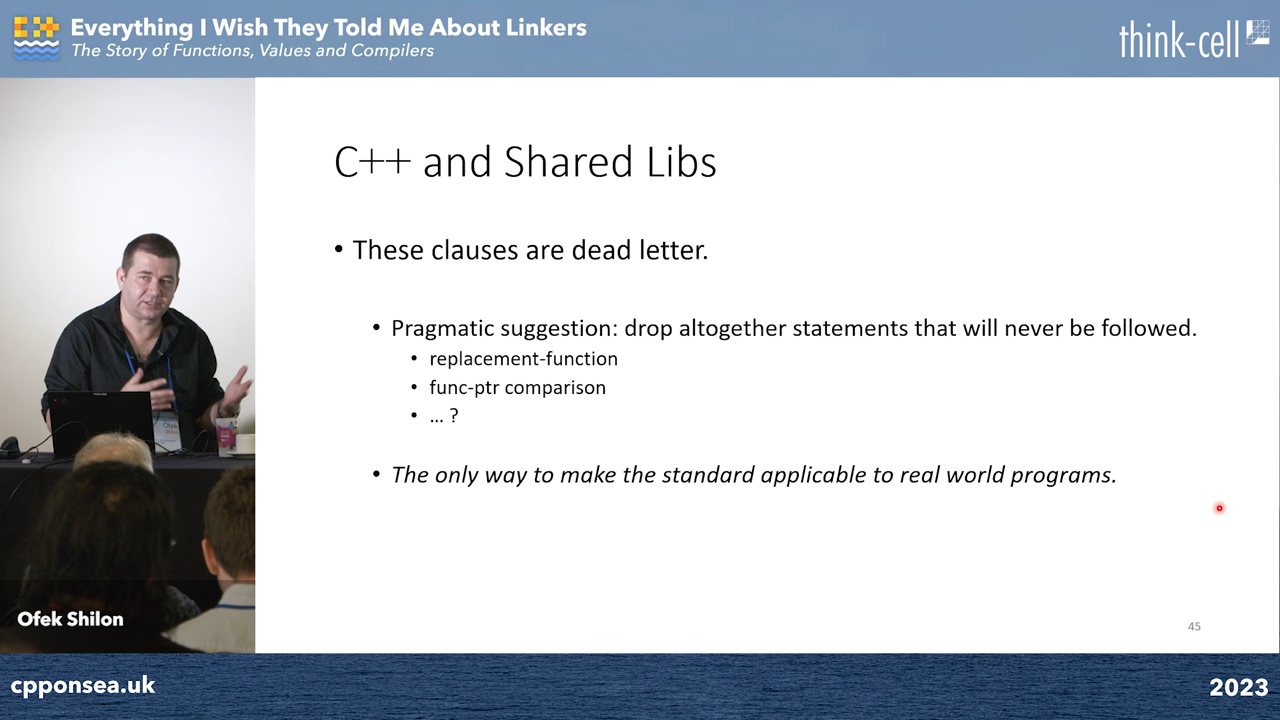 Everything I Wish They Told Me About Linkers
The Story of Functions, Values and Compilers
think-cell
C++ and Shared Libs
• These clauses are dead letter.
• Pragmatic suggestion: drop altogether statements that will never be followed.
• replacement-function
• func-ptr comparison
• ... ?
• The only way to make the standard applicable to real world programs.
45
Ofek
Ofek Shilon
cpponsea.uk
2023